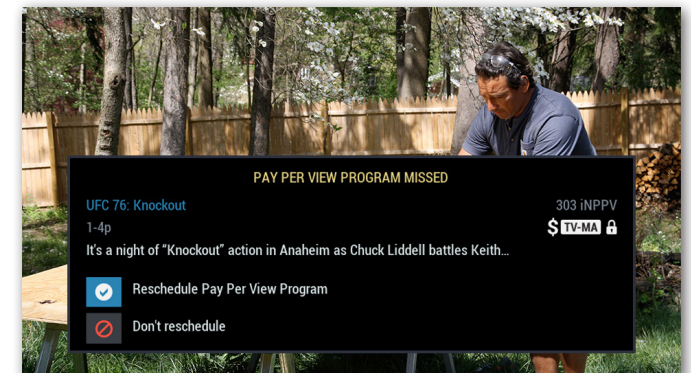 PAY PER VIEW PROGRAM MISSED
UFC 76: Knockout 303 iNPPV
1-4p $ TV-MA
It's a night of “Knockout” action in Anaheim as Chuck Liddell battles Keith...
Reschedule Pay Per View Program
Don't reschedule